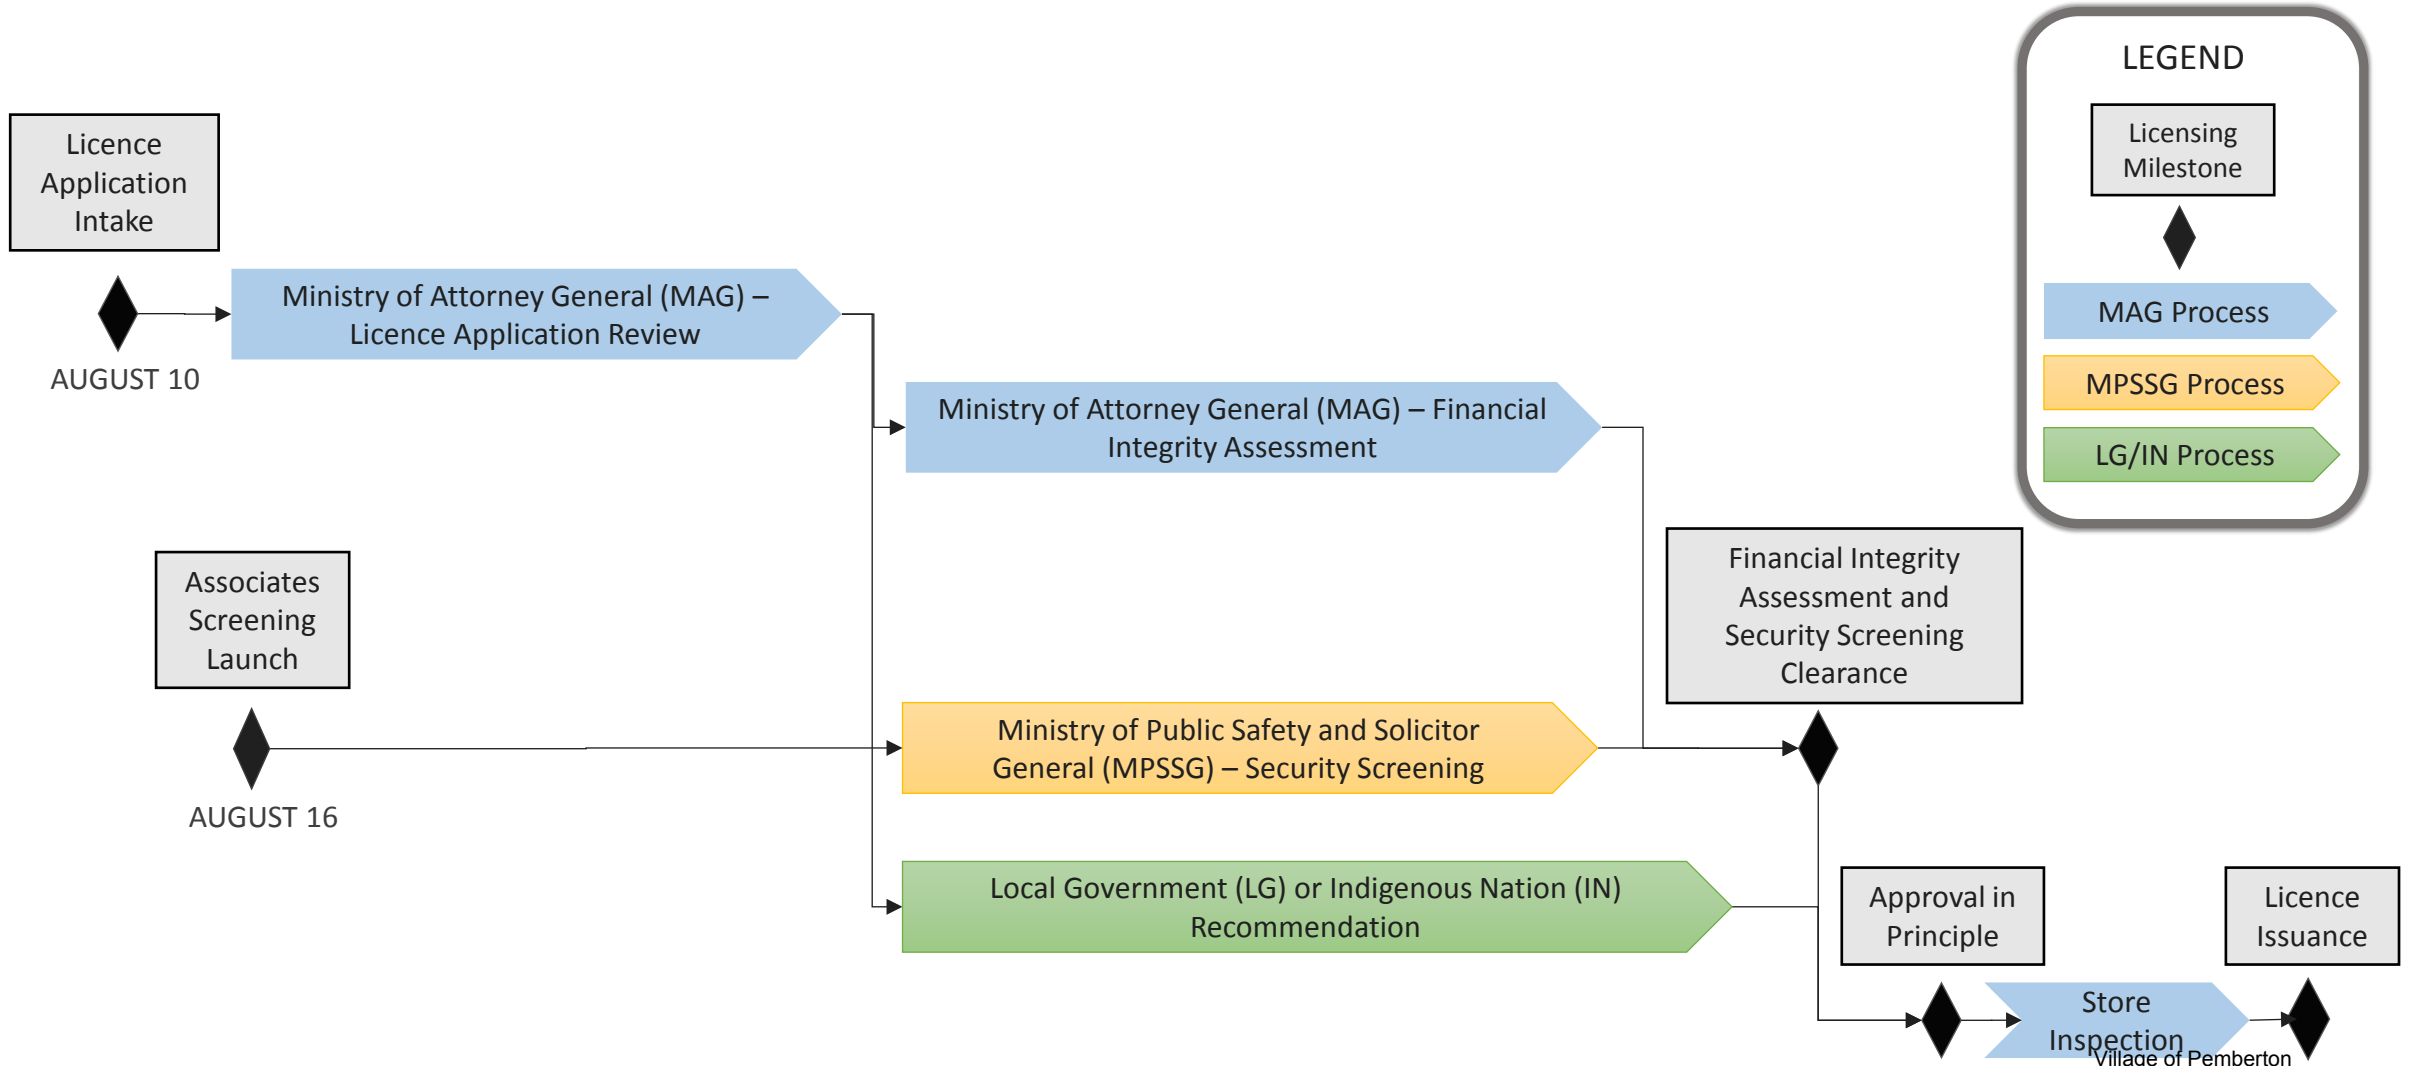 LEGEND
Licensing
Milestone
MAG Process
MPSSG Process
LG/IN Process
Licence
Application
Intake
AUGUST 10
Ministry of Attorney General (MAG) –
Licence Application Review
Ministry of Attorney General (MAG) – Financial
Integrity Assessment
Associates
Screening
Launch
AUGUST 16
Financial Integrity
Assessment and
Security Screening
Clearance
Ministry of Public Safety and Solicitor
General (MPSSG) – Security Screening
Local Government (LG) or Indigenous Nation (IN)
Recommendation
Approval in
Principle
Licence
Issuance
Store
Inspection
Village of Pemberton